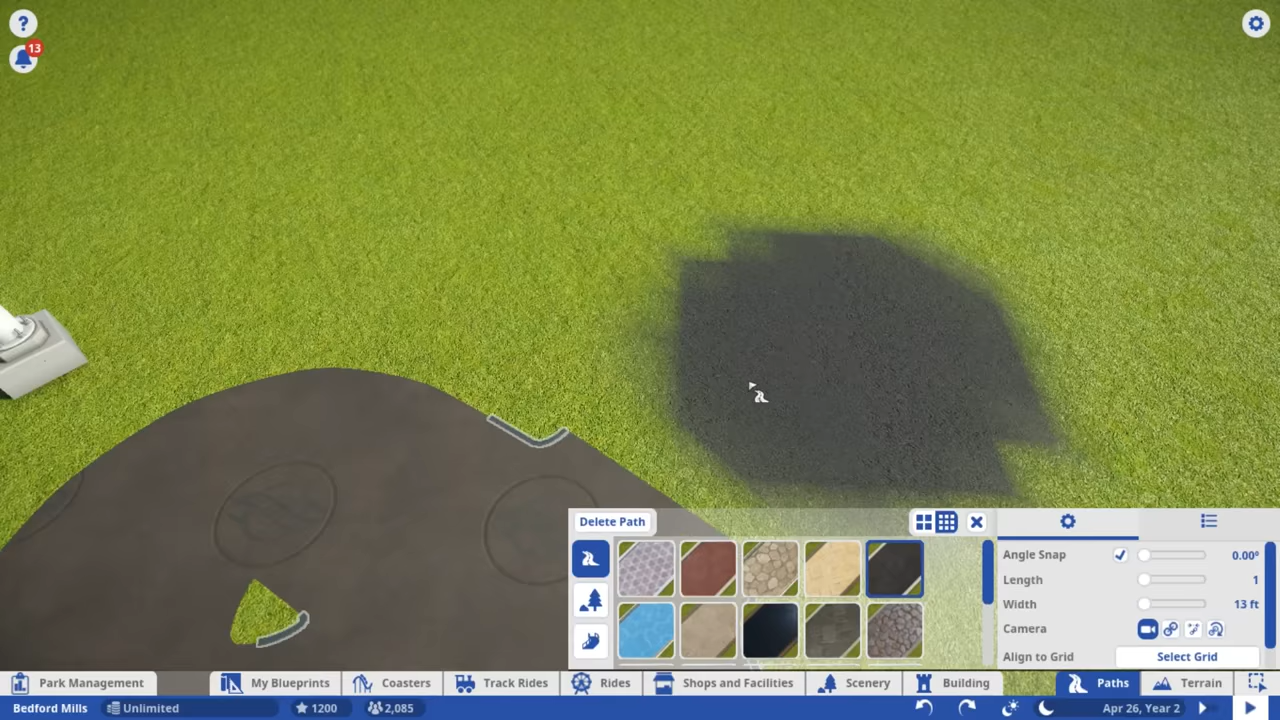 ?
13
Delete Path
Angle Snap 0.00°
Length 1
Width 13 ft
Camera
Align to Grid Select Grid
Park Management My Blueprints Coasters Track Rides Rides Shops and Facilities Scenery Building Paths Terrain
Bedford Mills Unlimited 1200 2,085 Apr 26, Year 2